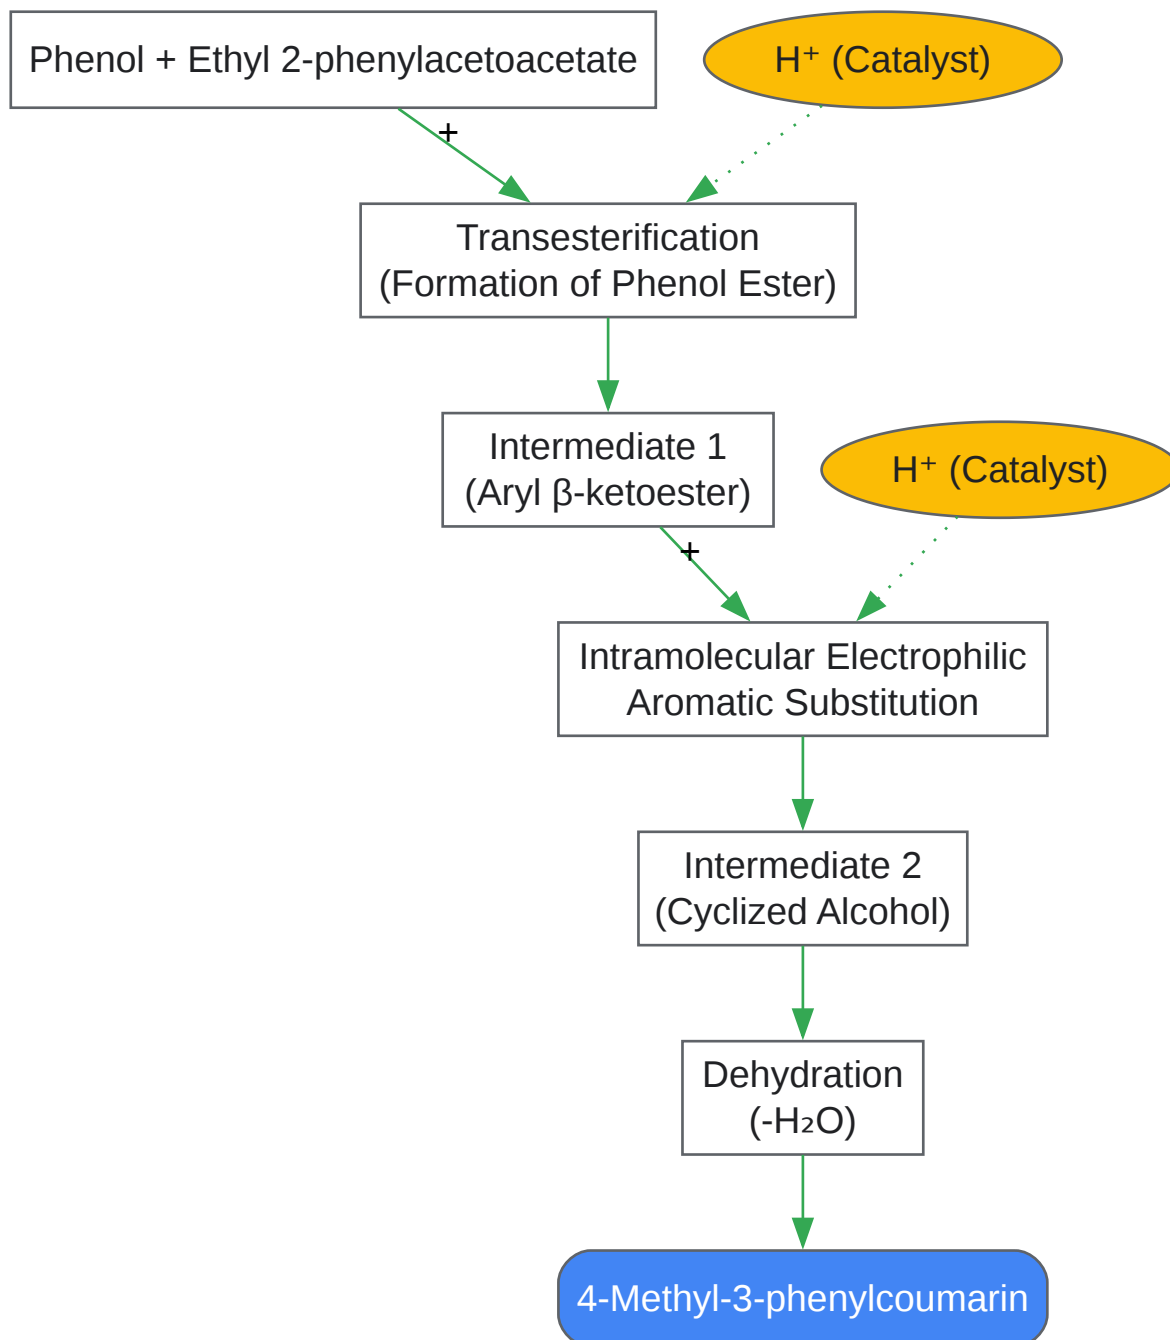 Phenol + Ethyl 2-phenylacetoacetate
H⁺ (Catalyst)
+
Transesterification
(Formation of Phenol Ester)
Intermediate 1
(Aryl β-ketoester)
H⁺ (Catalyst)
+
Intramolecular Electrophilic
Aromatic Substitution
Intermediate 2
(Cyclized Alcohol)
Dehydration
(-H₂O)
4-Methyl-3-phenylcoumarin